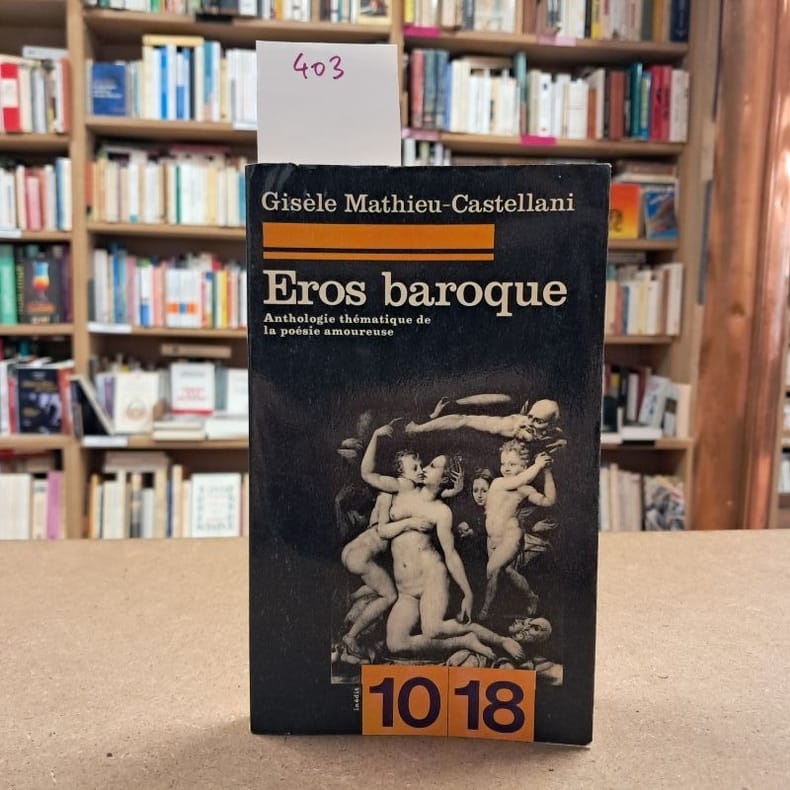 403
Gisèle Mathieu-Castellani
Eros baroque
Anthologie thématique de
la poésie amoureuse
inédit
10 18